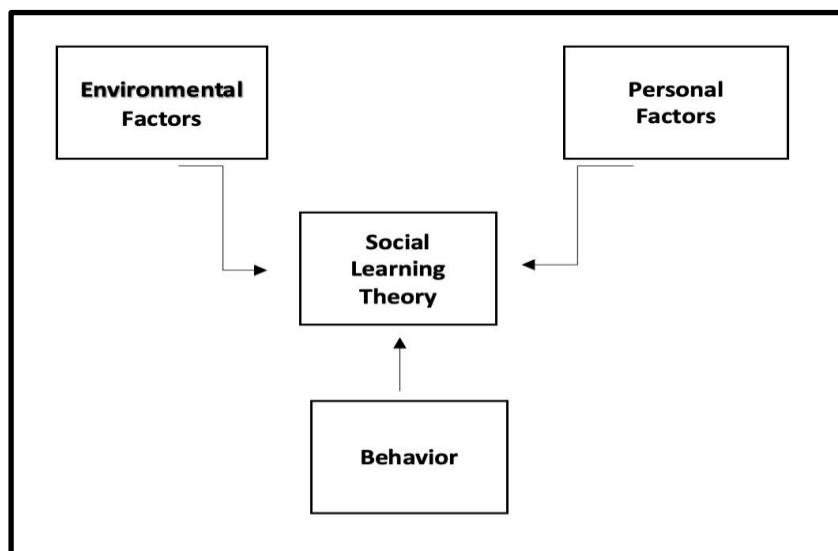 Environmental
Factors
Personal
Factors
Social
Learning
Theory
Behavior